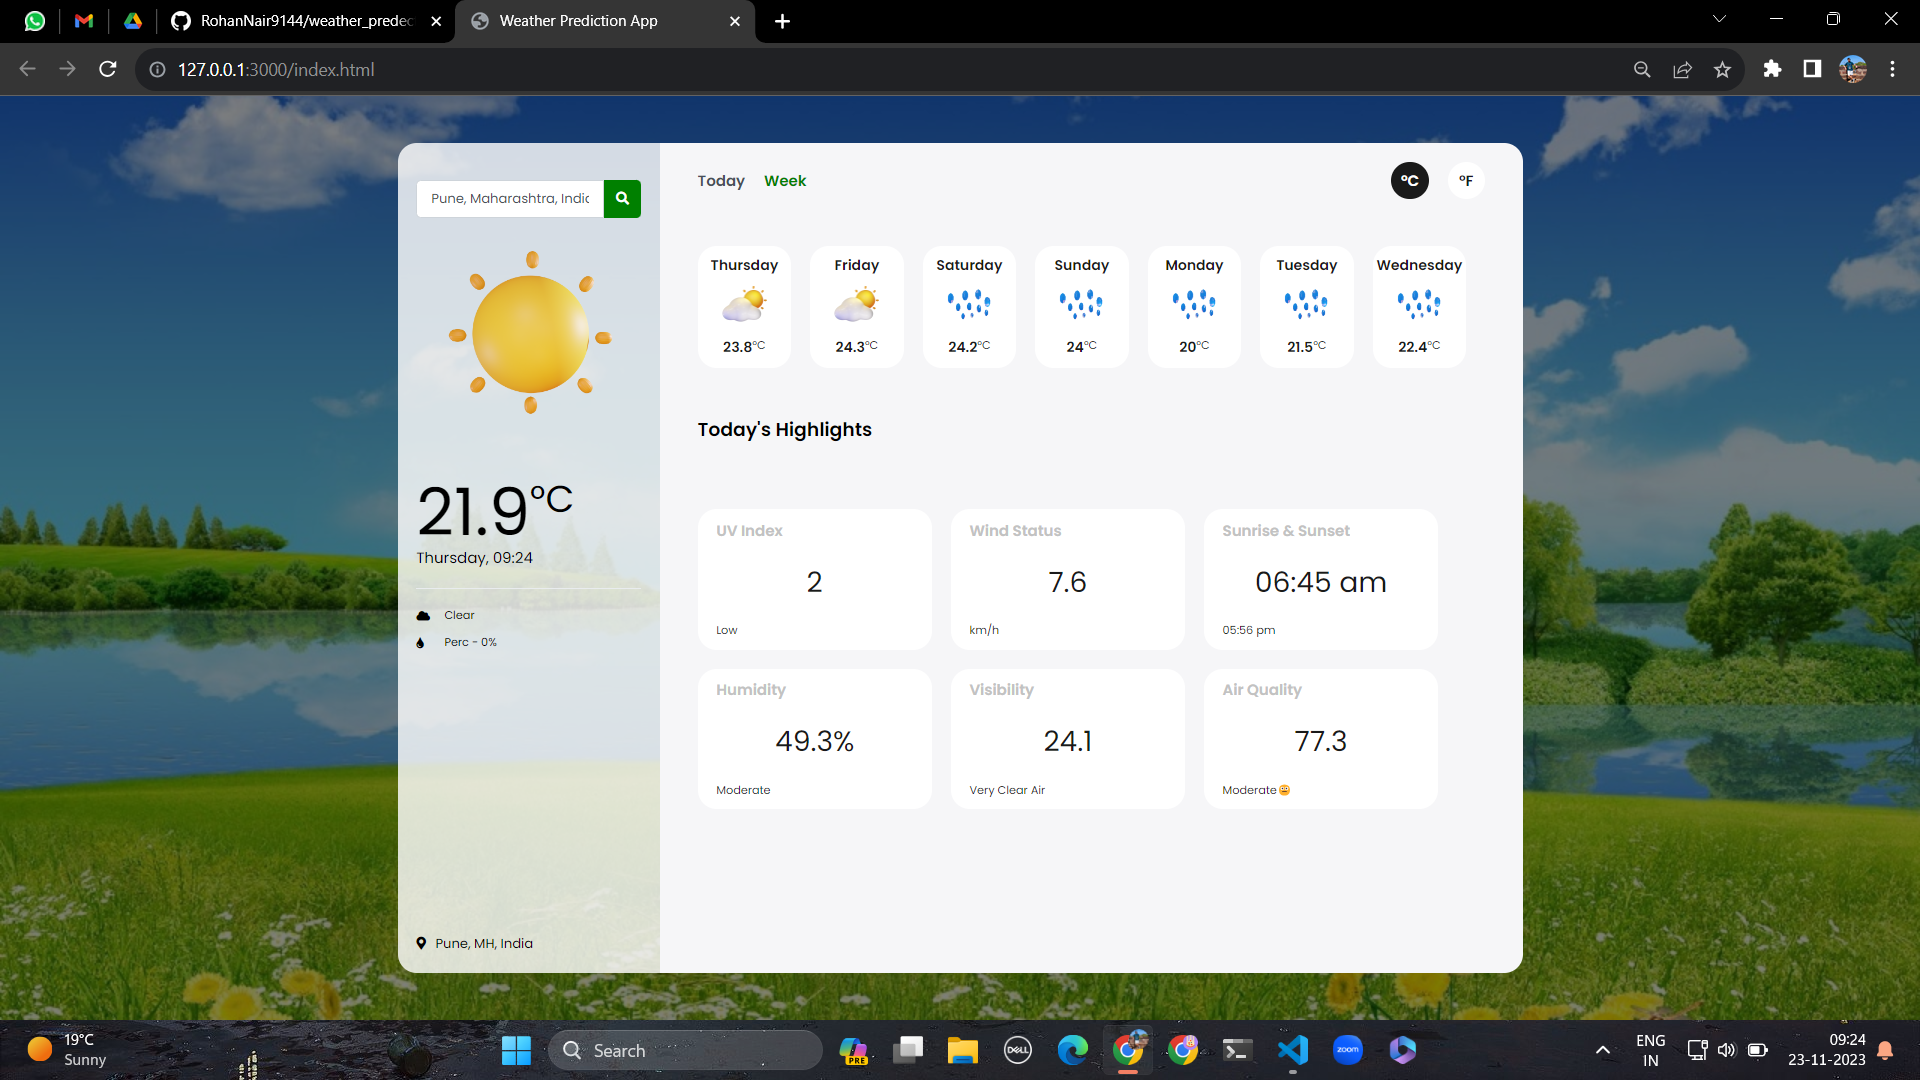 RohanNair9144/weather_predec
Weather Prediction App
127.0.0.1:3000/index.html
Pune, Maharashtra, Indi
21.9°C
Thursday, 09:24
Clear
Perc - 0%
Pune, MH, India
Today Week
°C °F
Thursday Friday Saturday Sunday Monday Tuesday Wednesday
23.8°C 24.3°C 24.2°C 24°C 20°C 21.5°C 22.4°C
Today's Highlights
UV Index
2
Low
Wind Status
7.6
km/h
Sunrise & Sunset
06:45 am
05:56 pm
Humidity
49.3%
Moderate
Visibility
24.1
Very Clear Air
Air Quality
77.3
Moderate😊
19°C
Sunny
Search
PRE
DELL
zoom
ENG
IN
09:24
23-11-2023